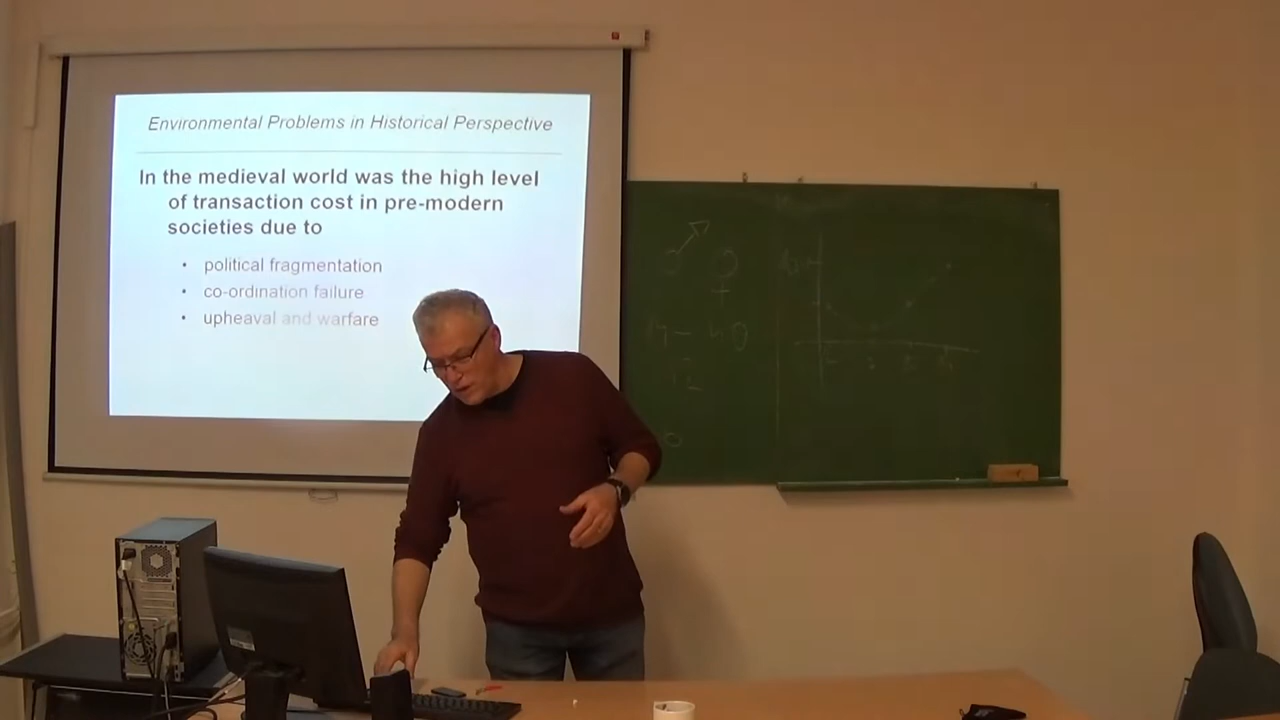 Environmental Problems in Historical Perspective
In the medieval world was the high level
of transaction cost in pre-modern
societies due to
• political fragmentation
• co-ordination failure
• upheaval and warfare